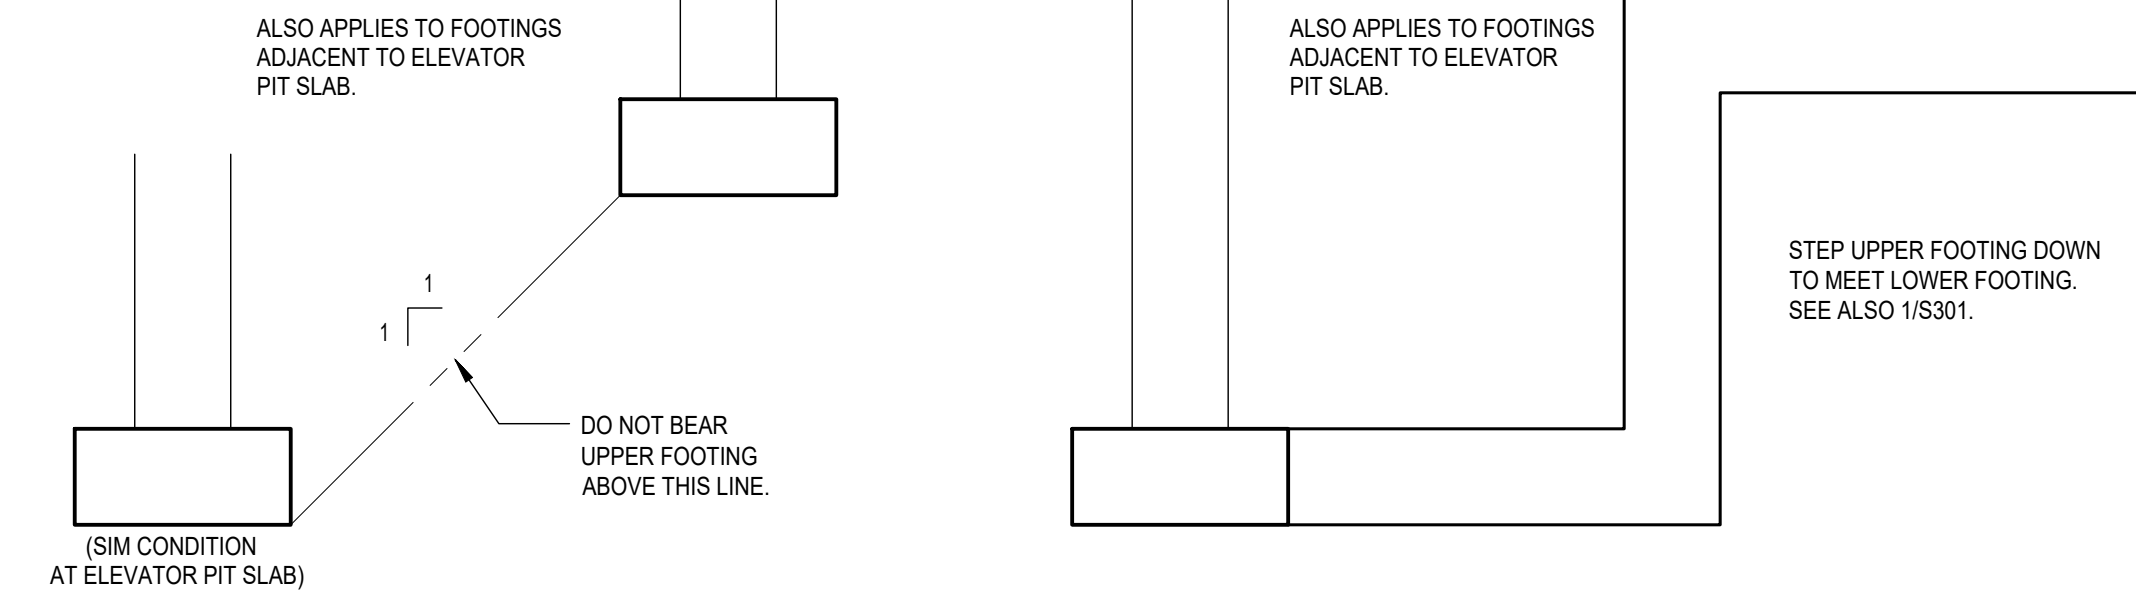 ALSO APPLIES TO FOOTINGS
ADJACENT TO ELEVATOR
PIT SLAB.
1
1
DO NOT BEAR
UPPER FOOTING
ABOVE THIS LINE.
(SIM CONDITION
AT ELEVATOR PIT SLAB)
ALSO APPLIES TO FOOTINGS
ADJACENT TO ELEVATOR
PIT SLAB.
STEP UPPER FOOTING DOWN
TO MEET LOWER FOOTING.
SEE ALSO 1/S301.